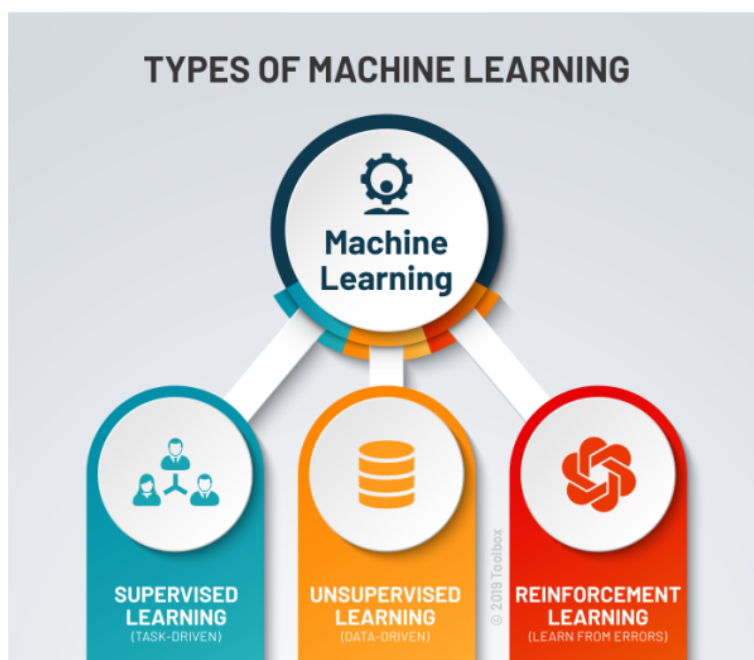 TYPES OF MACHINE LEARNING
Machine
Learning
SUPERVISED
LEARNING
(TASK-DRIVEN)
UNSUPERVISED
LEARNING
(DATA-DRIVEN)
© 2019 Toolbox
REINFORCEMENT
LEARNING
(LEARN FROM ERRORS)